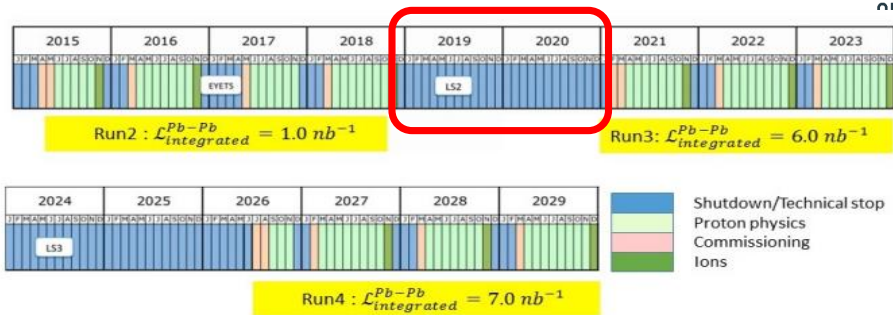 2015 2016 2017 2018 2019 2020 2021 2022 2023
J F M A M J J A S O N D J F M A M J J A S O N D J F M A M J J A S O N D J F M A M J J A S O N D J F M A M J J A S O N D J F M A M J J A S O N D J F M A M J J A S O N D J F M A M J J A S O N D J F M A M J J A S O N D
EYETS LS2
Run2 : ℒ^{Pb−Pb}_{integrated} = 1.0 nb^{−1} Run3: ℒ^{Pb−Pb}_{integrated} = 6.0 nb^{−1}
2024 2025 2026 2027 2028 2029
J F M A M J J A S O N D J F M A M J J A S O N D J F M A M J J A S O N D J F M A M J J A S O N D J F M A M J J A S O N D J F M A M J J A S O N D
LS3
Shutdown/Technical stop
Proton physics
Commissioning
Ions
Run4 : ℒ^{Pb−Pb}_{integrated} = 7.0 nb^{−1}